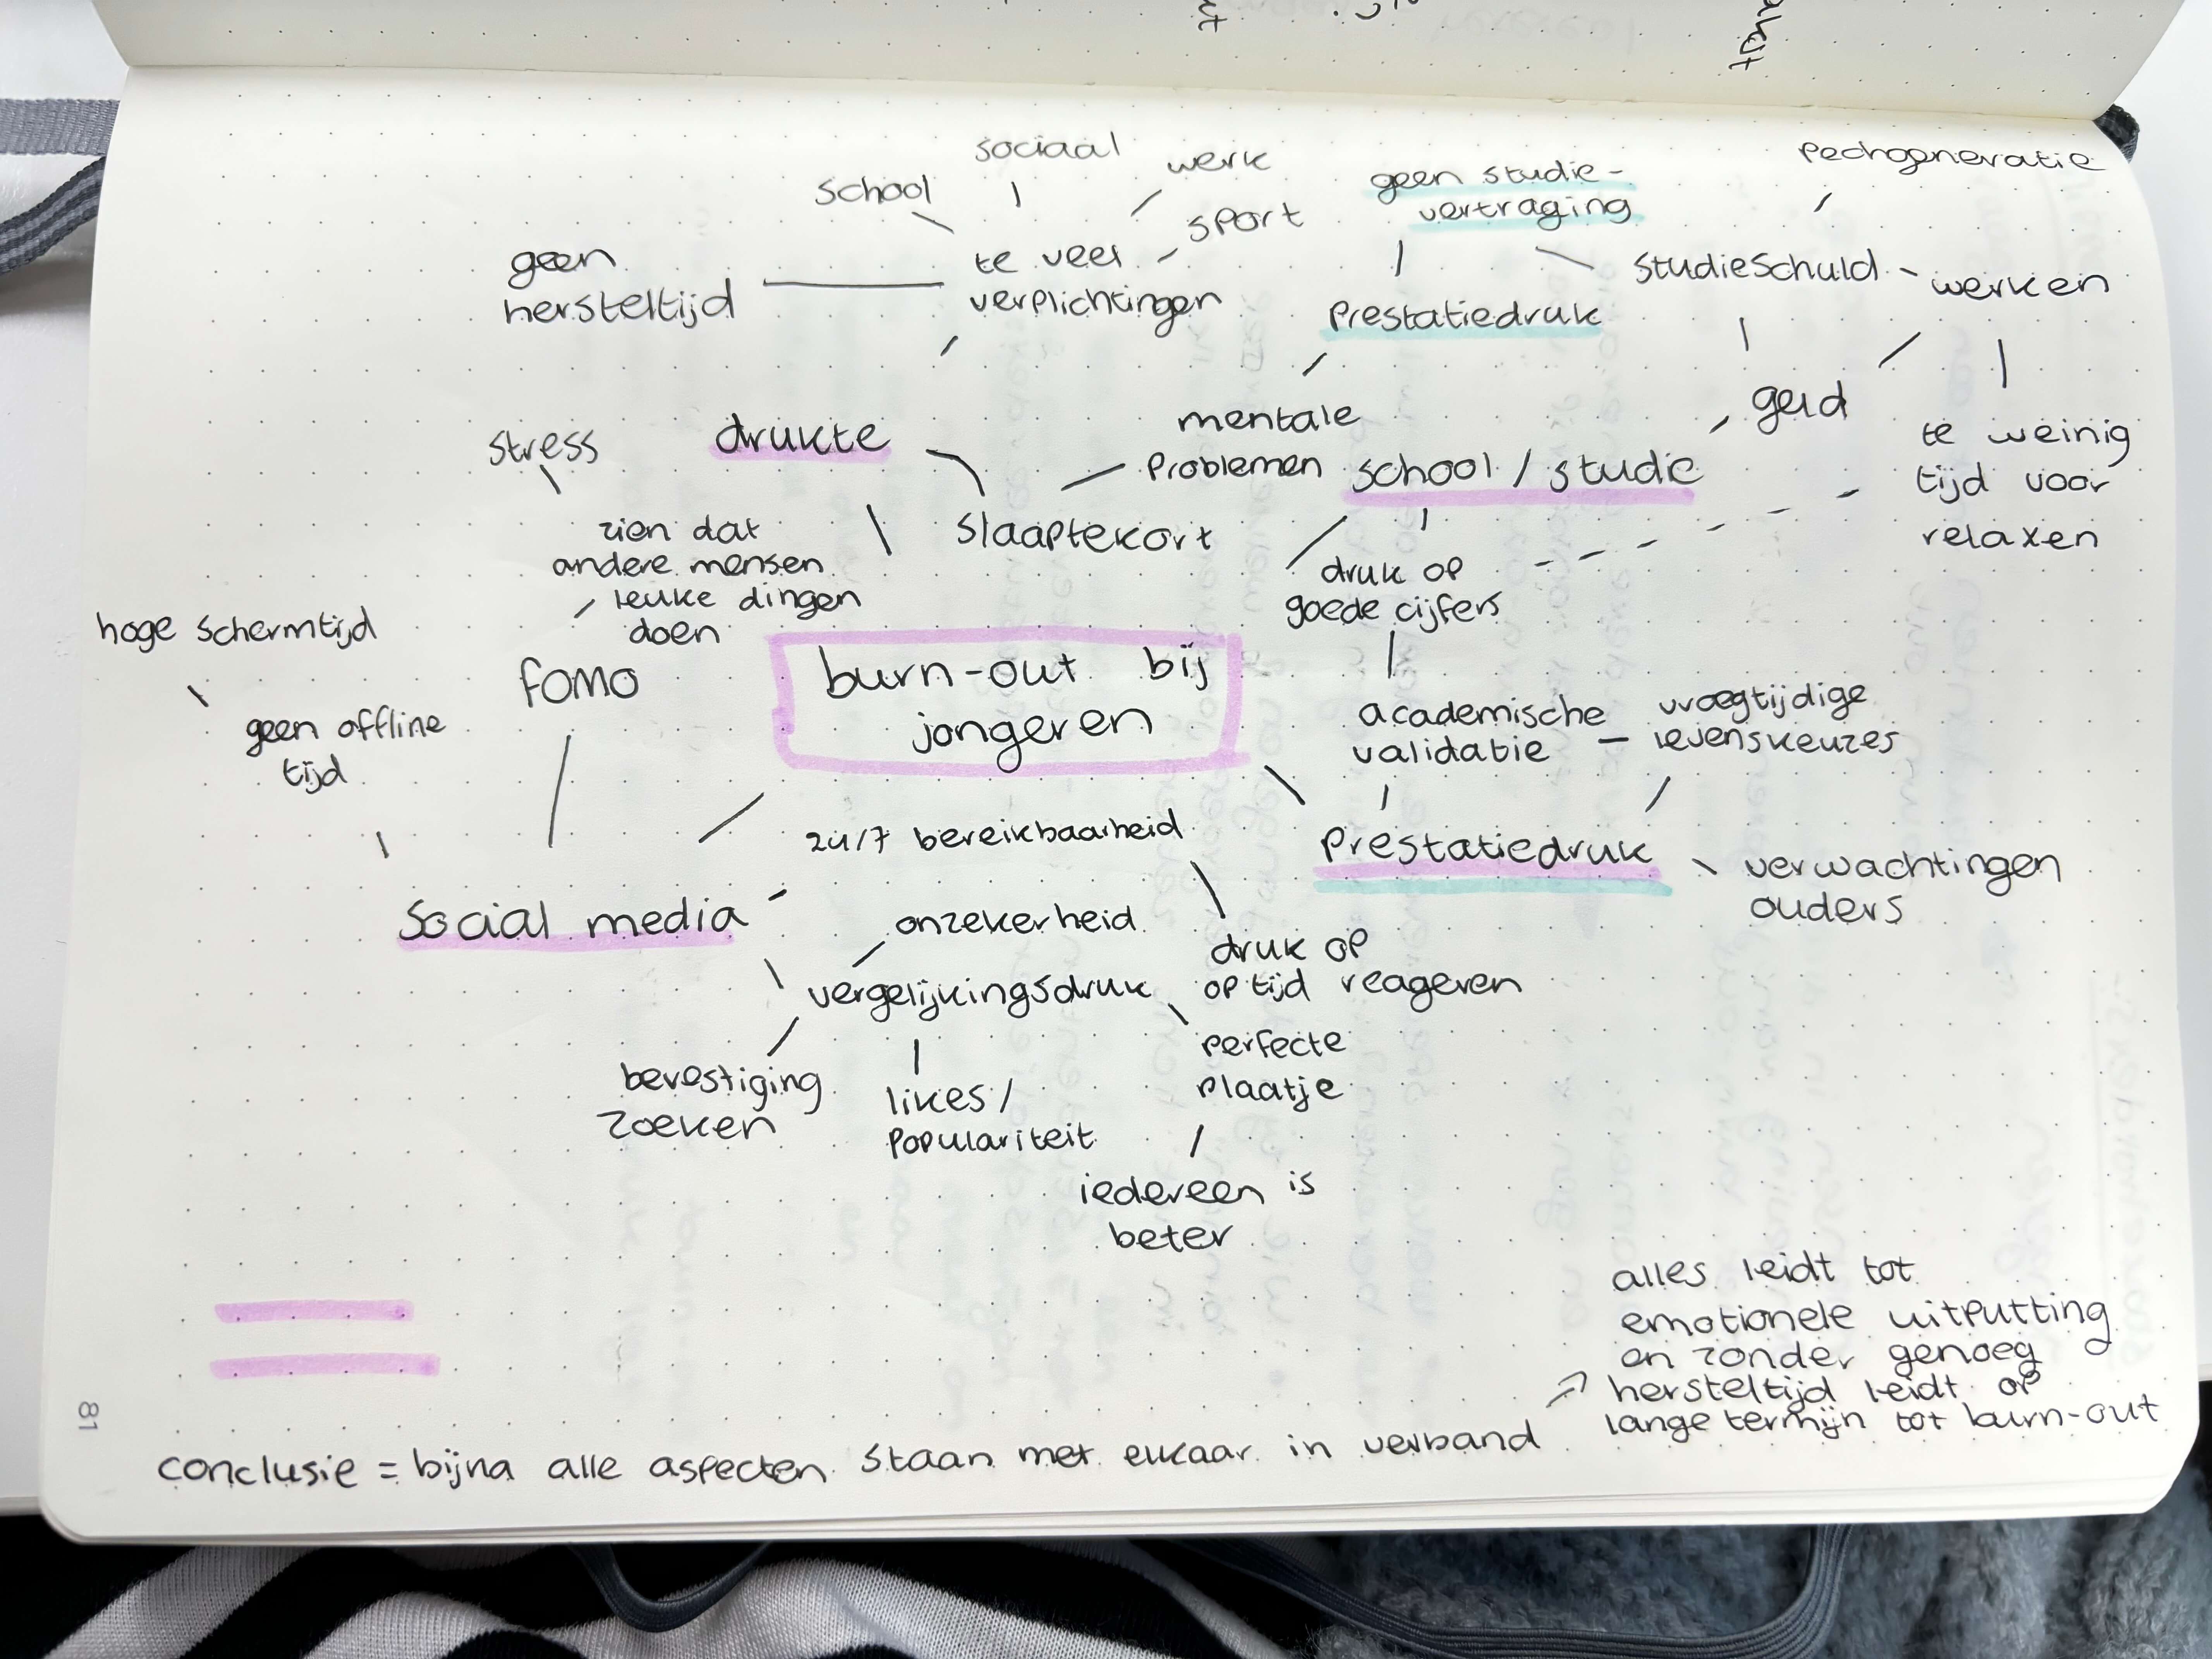 sociaal
school
werk
sport
te veel
verplichtingen
geen
hersteltijd
geen studie-
vertraging
prestatiedruk
pechgeneratie
studieschuld
werken
geld
te weinig
tijd voor
relaxen
stress
drukte
mentale
problemen
school / studie
slaaptekort
zien dat
andere mensen
leuke dingen
doen
druk op
goede cijfers
hoge schermtijd
fomo
burn-out bij
jongeren
geen offline
tijd
academische
validatie
vroegtijdige
levenskeuzes
24/7 bereikbaarheid
prestatiedruk
verwachtingen
ouders
social media
onzekerheid
druk op
op tijd reageren
vergelijkingsdruk
perfecte
plaatje
bevestiging
zoeken
likes /
populariteit
iedereen is
beter
alles leidt tot
emotionele uitputting
en zonder genoeg
hersteltijd leidt op
lange termijn tot burn-out
conclusie = bijna alle aspecten staan met elkaar in verband
81